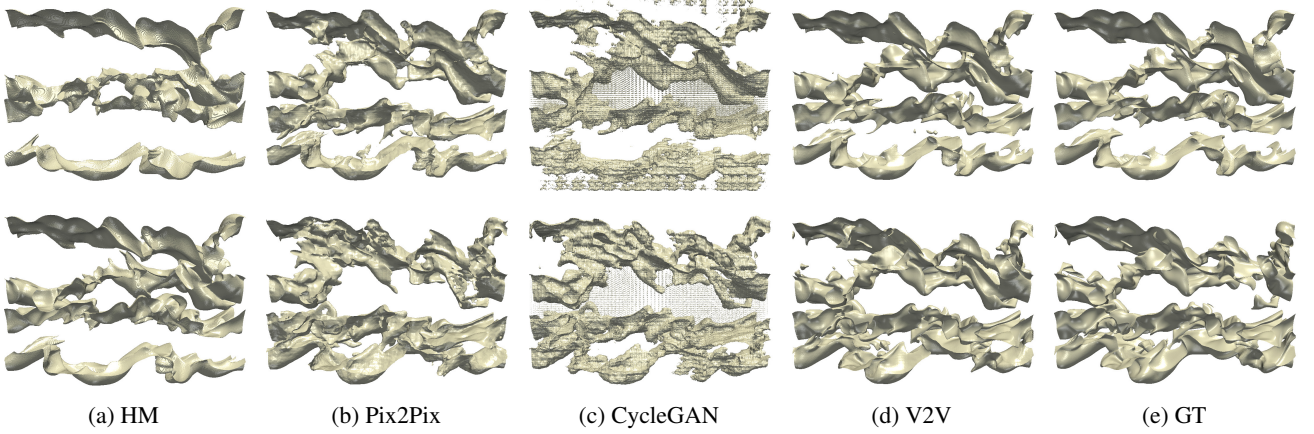 (a) HM
(b) Pix2Pix
(c) CycleGAN
(d) V2V
(e) GT